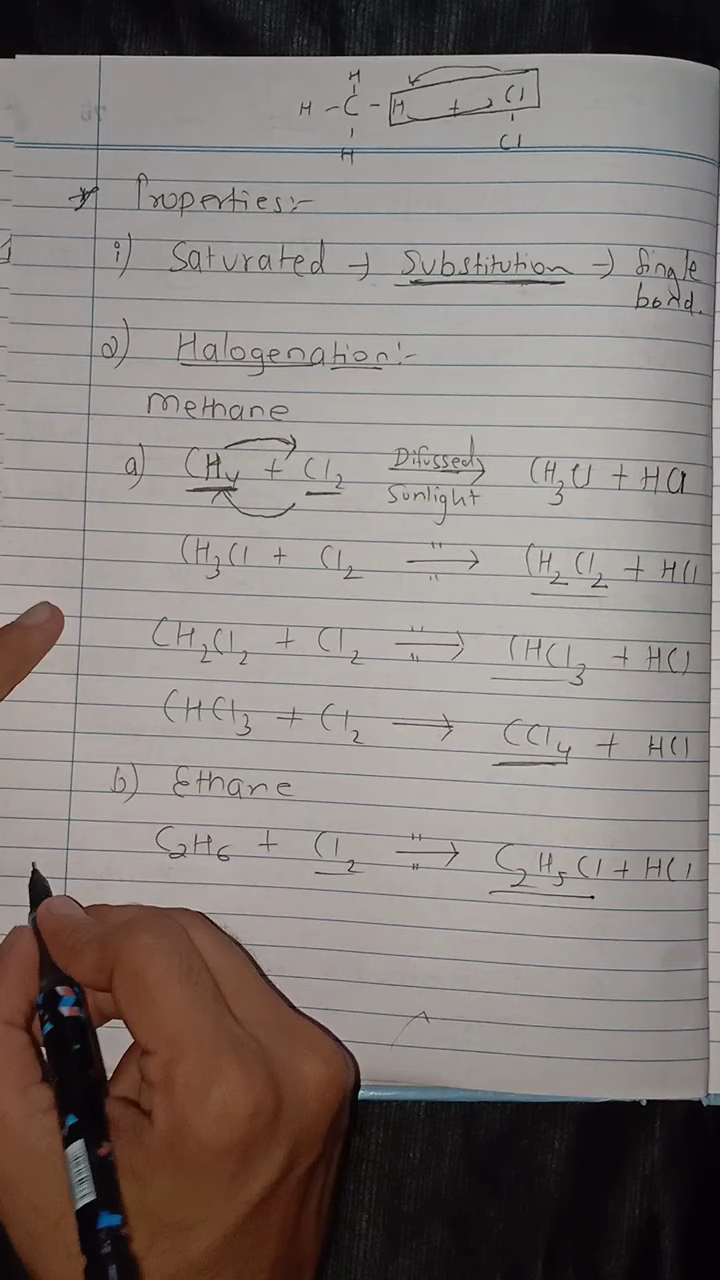 H
H - C - H + Cl
H Cl
Properties:-
i) Saturated → Substitution → Single
bond.
2) Halogenation:-
Methane
a) CH4 + Cl2 Difussed Sunlight → CH3Cl + HCl
CH3Cl + Cl2 " " → CH2Cl2 + HCl
CH2Cl2 + Cl2 " " → CHCl3 + HCl
CHCl3 + Cl2 → CCl4 + HCl
b) Ethane
C2H6 + Cl2 " " → C2H5Cl + HCl